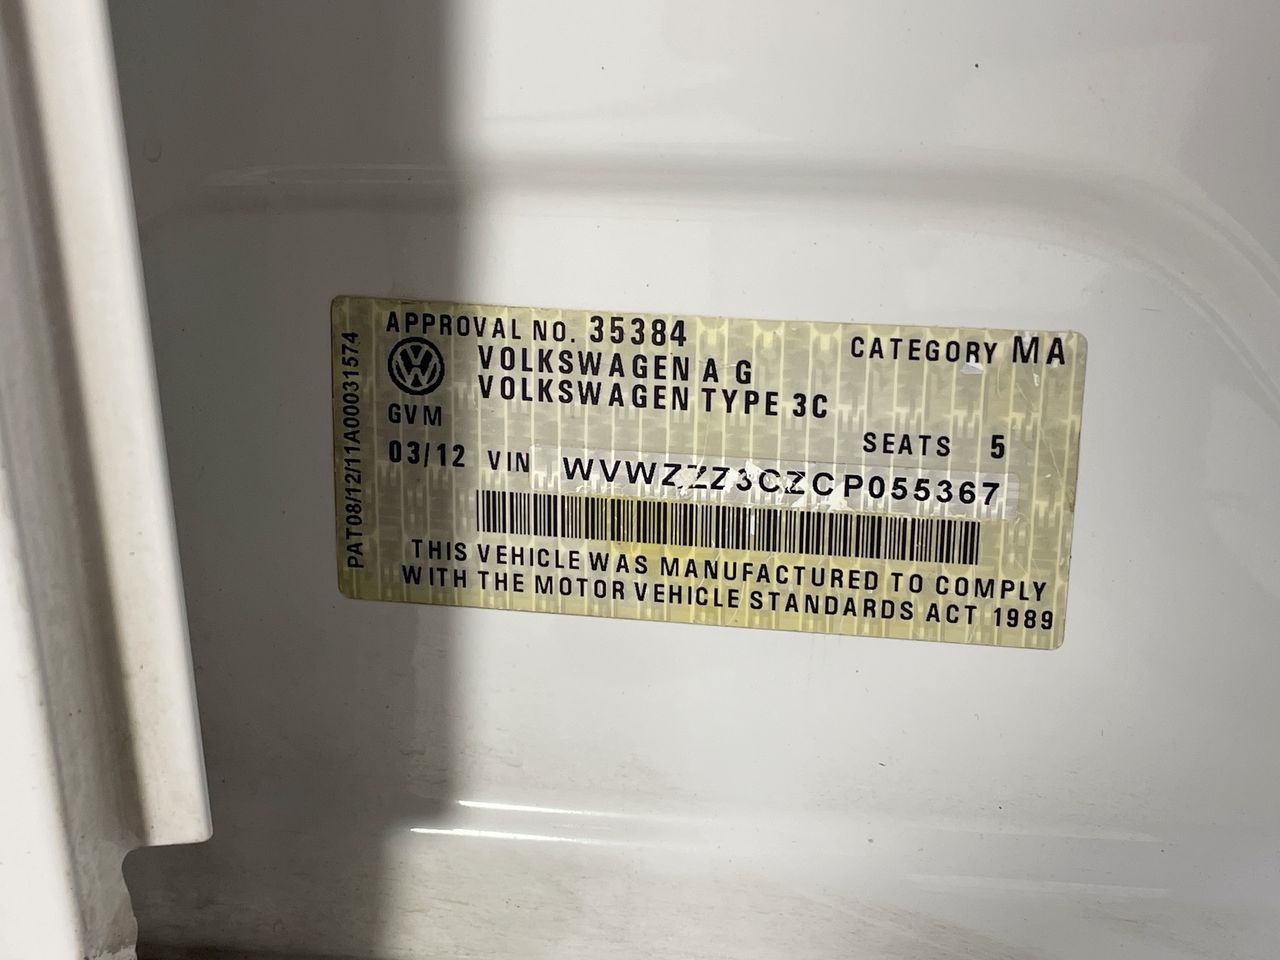 APPROVAL NO. 35384
CATEGORY MA
VOLKSWAGEN A G
VOLKSWAGEN TYPE 3C
GVM
SEATS 5
03/12 VIN WVWZZZ3CZCP055367
THIS VEHICLE WAS MANUFACTURED TO COMPLY
WITH THE MOTOR VEHICLE STANDARDS ACT 1989
PAT08/12/11A00031574